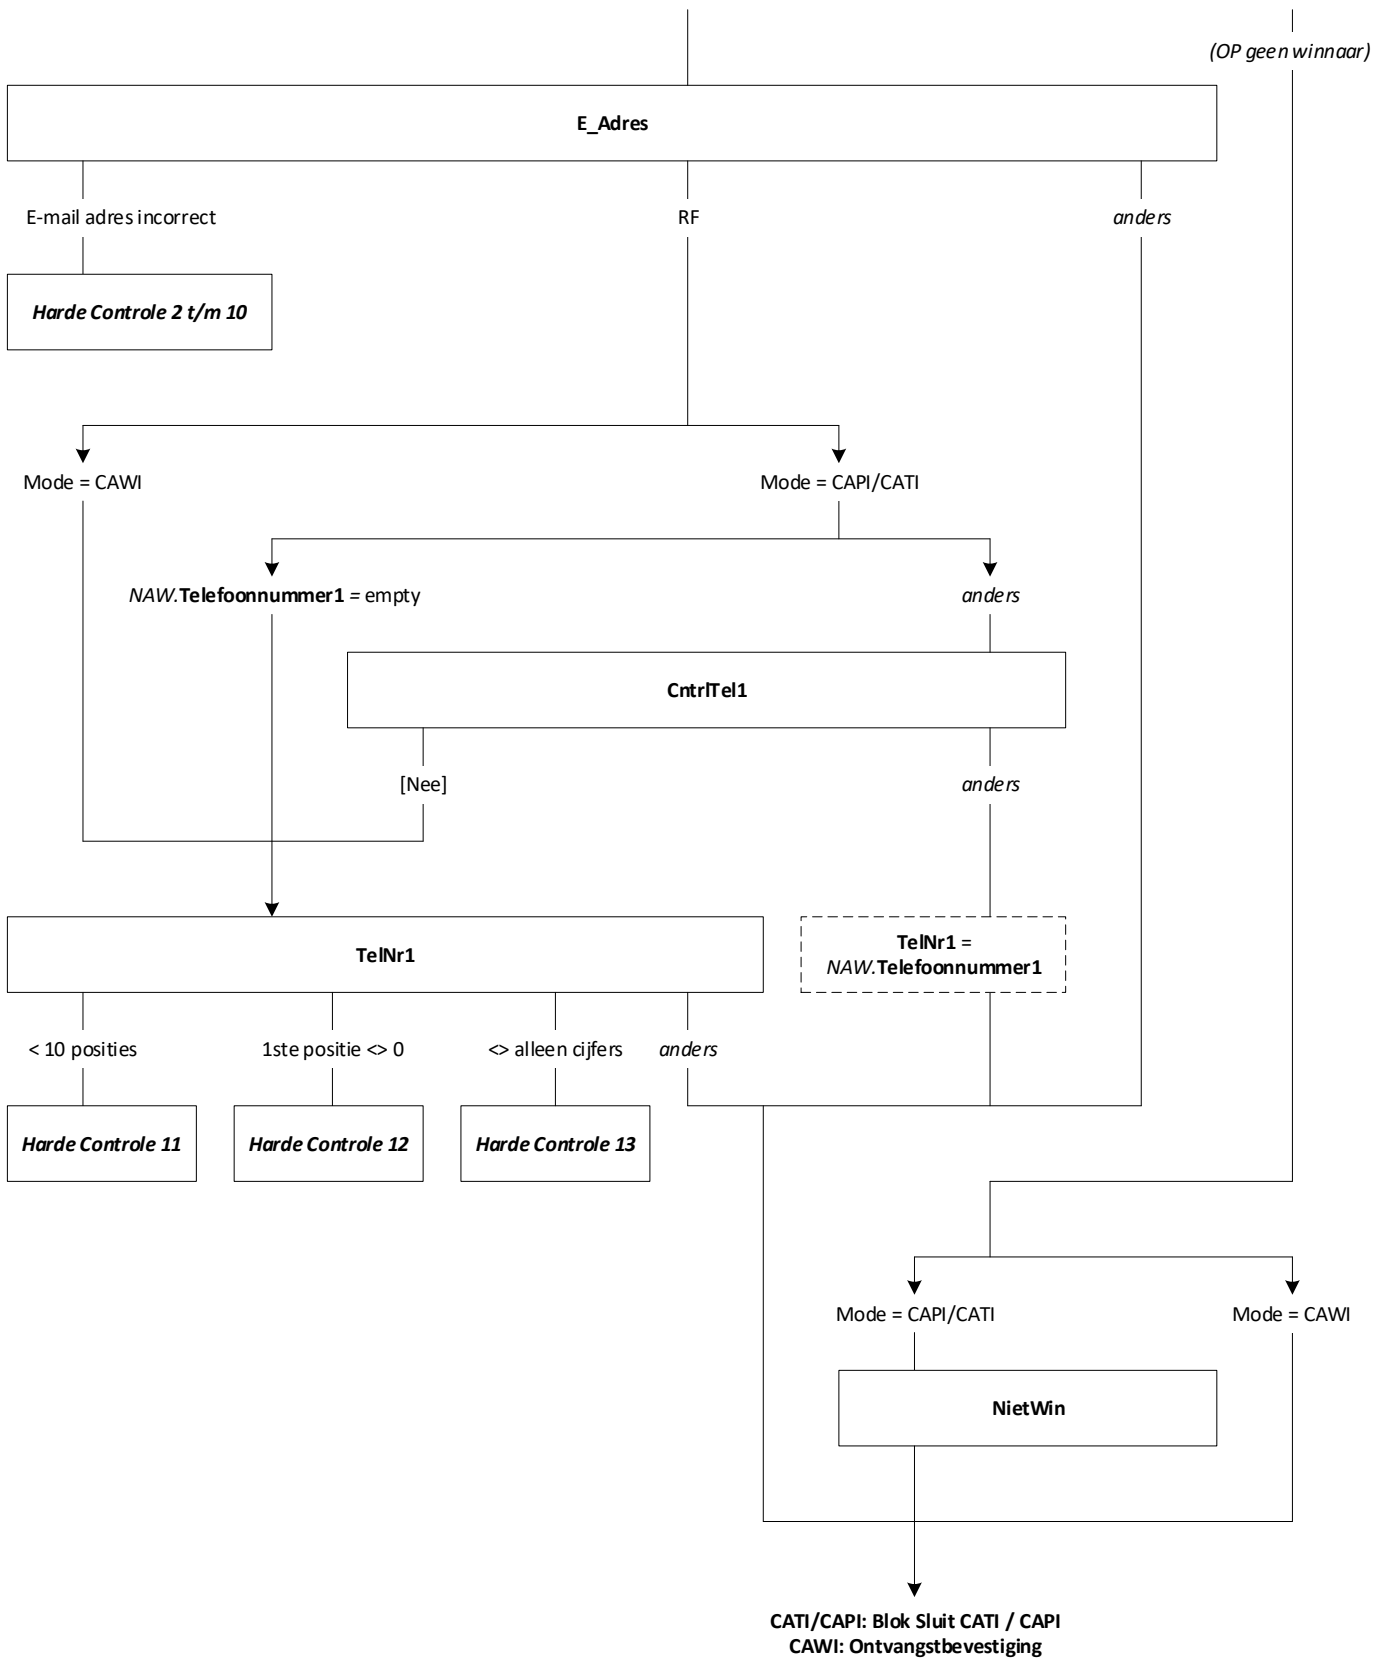 (OP geen winnaar)
E_Adres
E-mail adres incorrect
RF
anders
Harde Controle 2 t/m 10
Mode = CAWI
Mode = CAPI/CATI
NAW.Telefoonnummer1 = empty
anders
CntrlTel1
[Nee]
anders
TelNr1
TelNr1 =
NAW.Telefoonnummer1
< 10 posities
1ste positie <> 0
<> alleen cijfers
anders
Harde Controle 11
Harde Controle 12
Harde Controle 13
Mode = CAPI/CATI
Mode = CAWI
NietWin
CATI/CAPI: Blok Sluit CATI / CAPI
CAWI: Ontvangstbevestiging